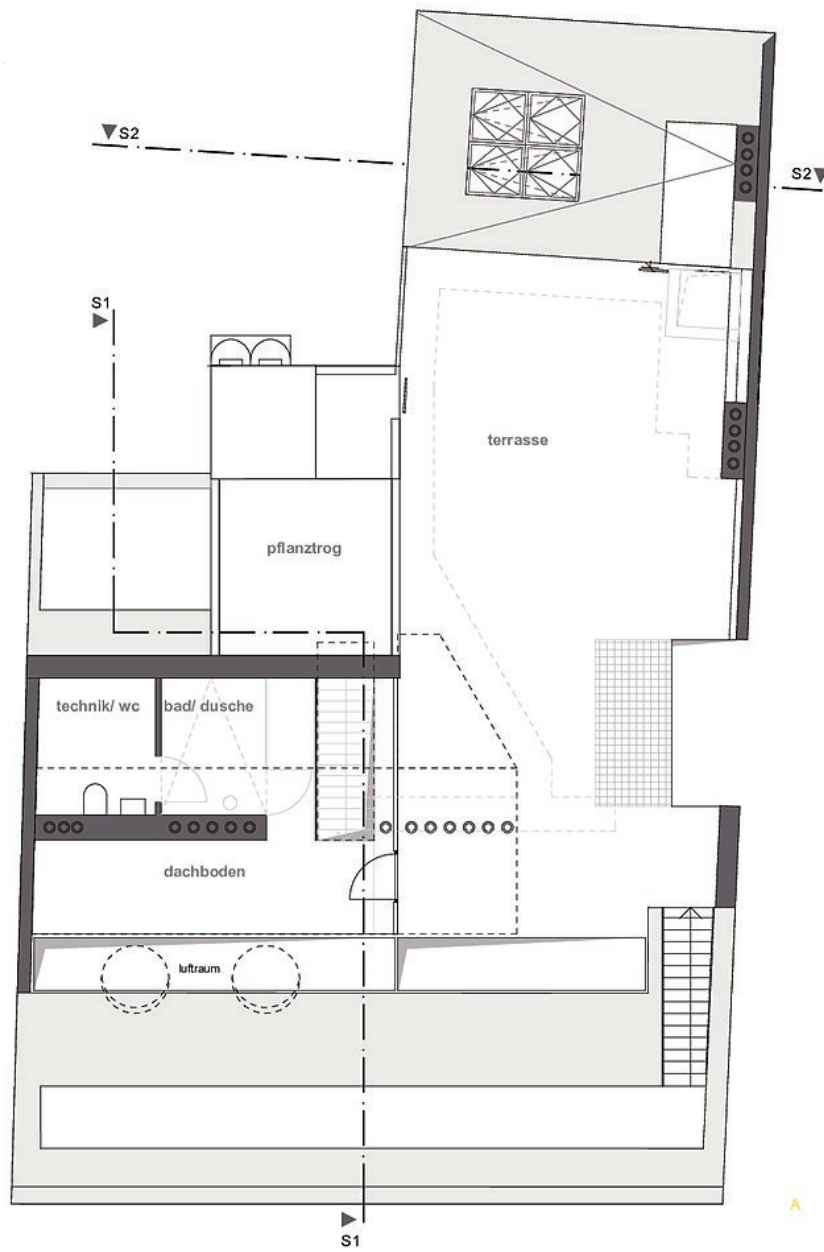 S2
S2
S1
terrasse
pflanztrog
technik/ wc
bad/ dusche
dachboden
luftraum
A
S1